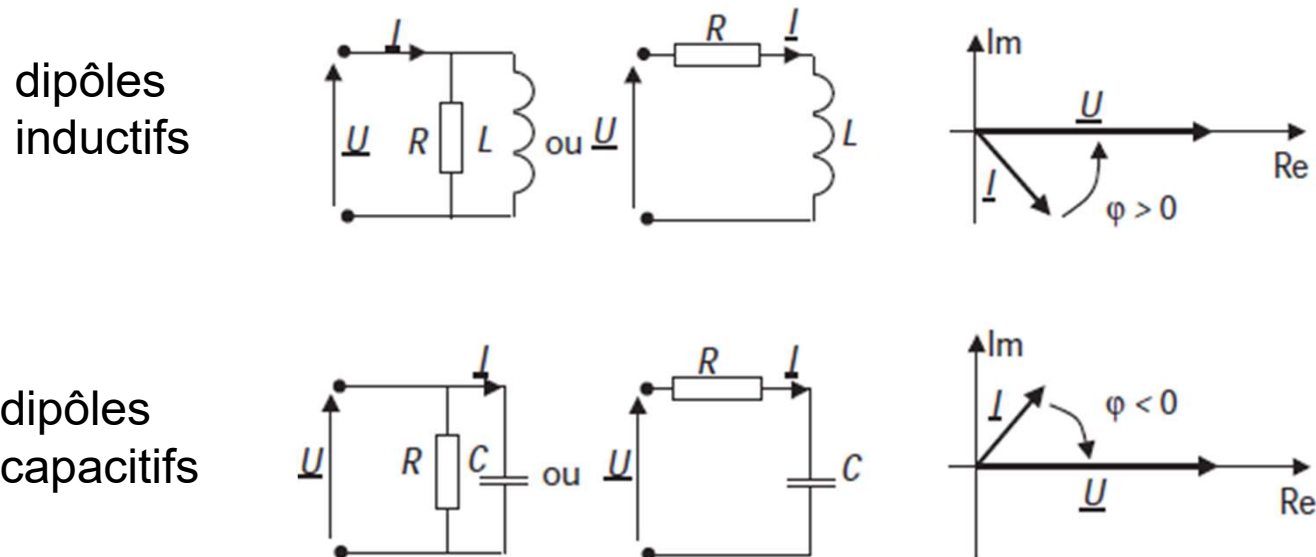 dipôles
inductifs
I
U
R
L
ou
U
R
I
L
Im
U
Re
I
φ > 0
dipôles
capacitifs
I
U
R
C
ou
U
R
I
C
Im
I
φ < 0
U
Re